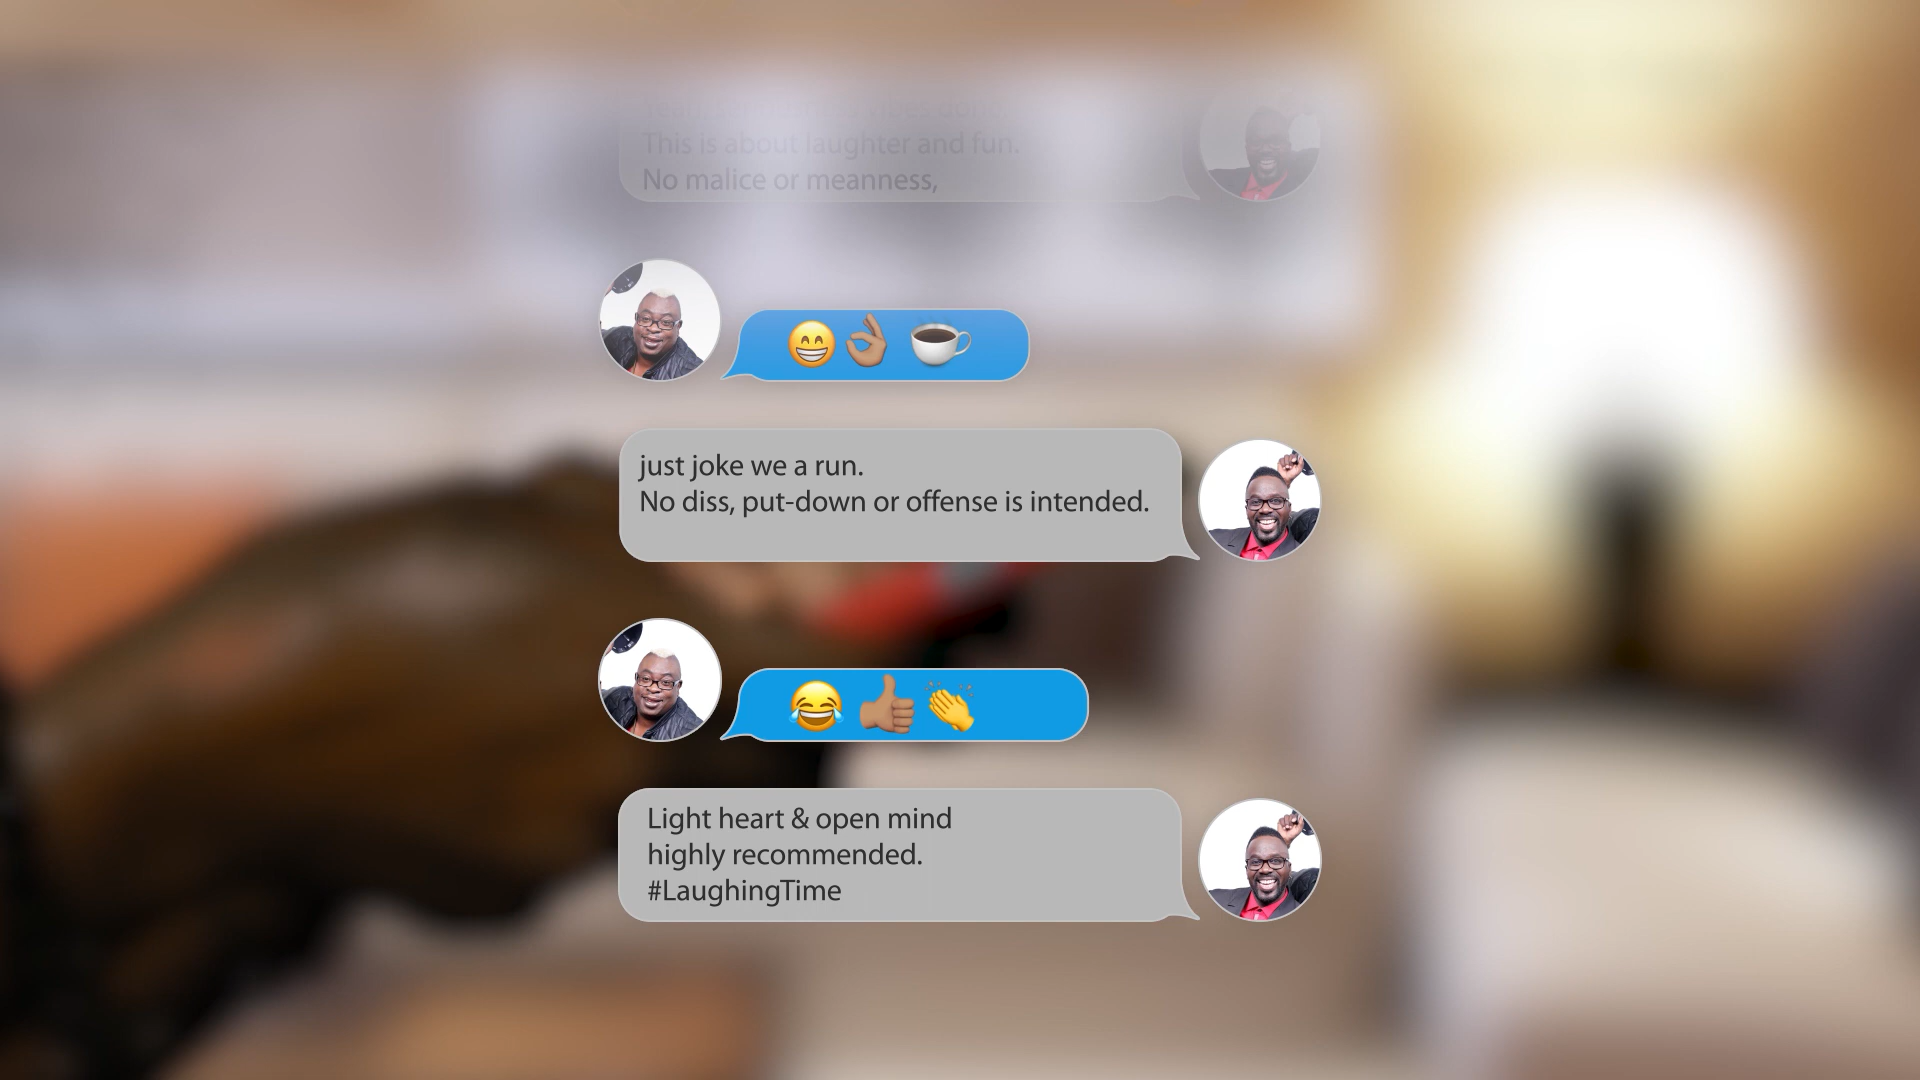 This is about laughter and fun.
No malice or meanness,
just joke we a run.
No diss, put-down or offense is intended.
Light heart & open mind
highly recommended.
#LaughingTime